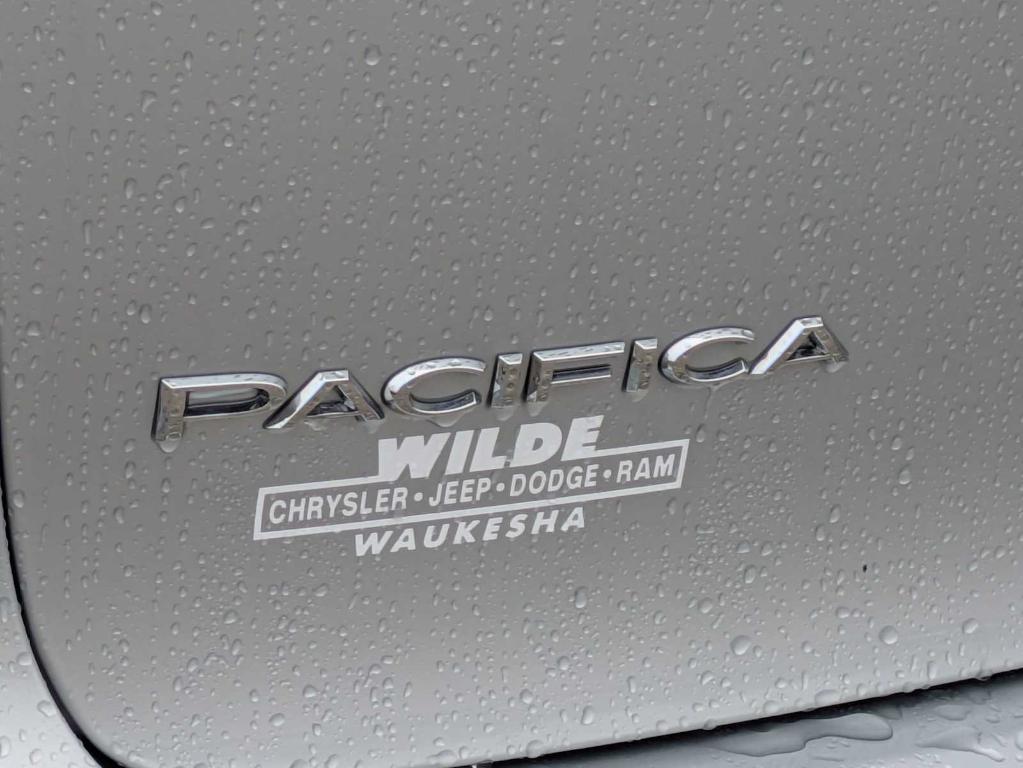 PACIFICA
WILDE
CHRYSLER • JEEP • DODGE • RAM
WAUKESHA